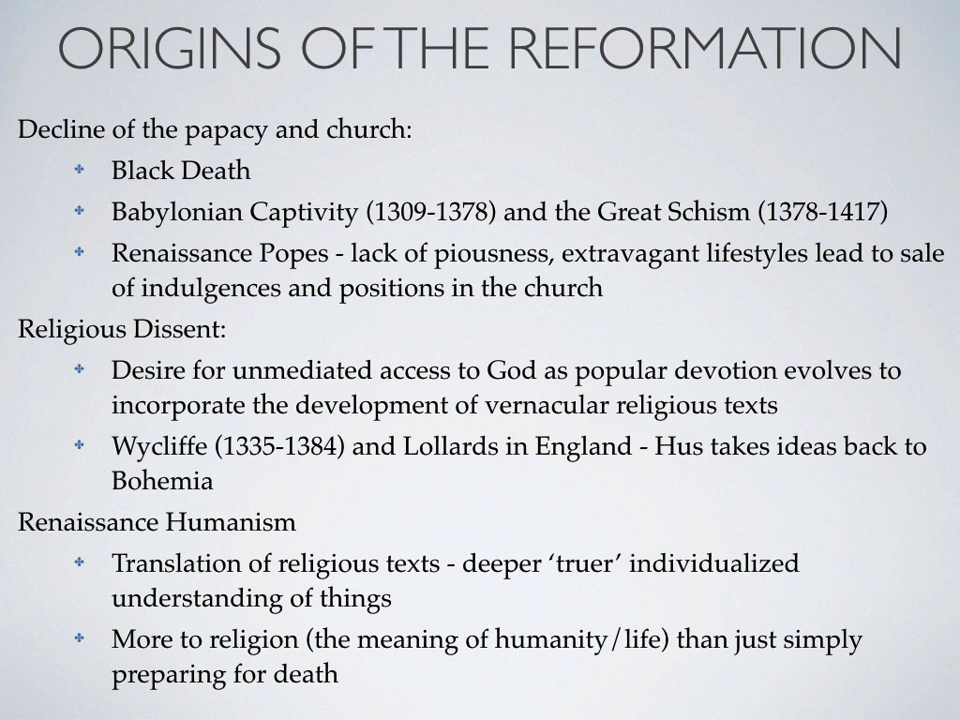 ORIGINS OF THE REFORMATION
Decline of the papacy and church:
Black Death
Babylonian Captivity (1309-1378) and the Great Schism (1378-1417)
Renaissance Popes - lack of piousness, extravagant lifestyles lead to sale
of indulgences and positions in the church
Religious Dissent:
Desire for unmediated access to God as popular devotion evolves to
incorporate the development of vernacular religious texts
Wycliffe (1335-1384) and Lollards in England - Hus takes ideas back to
Bohemia
Renaissance Humanism
Translation of religious texts - deeper ‘truer’ individualized
understanding of things
More to religion (the meaning of humanity/life) than just simply
preparing for death